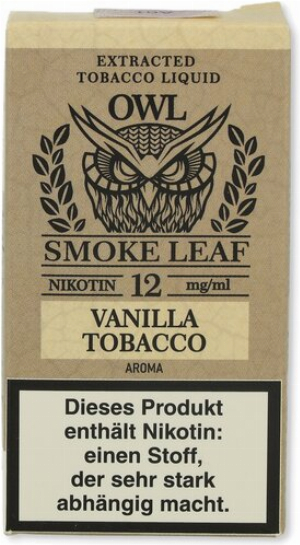 EXTRACTED
TOBACCO LIQUID
OWL
SMOKE LEAF
NIKOTIN 12 mg/ml
VANILLA
TOBACCO
AROMA
Dieses Produkt
enthält Nikotin:
einen Stoff,
der sehr stark
abhängig macht.